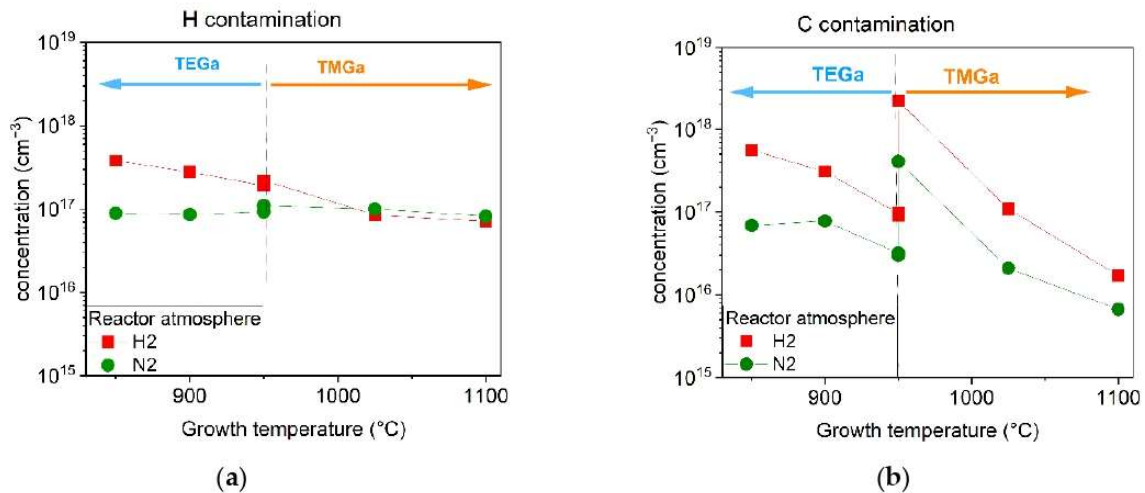 H contamination
10^19
10^18
10^17
10^16
10^15
concentration (cm⁻³)
TEGa
TMGa
Reactor atmosphere
H2
N2
900
1000
1100
Growth temperature (°C)
(a)
C contamination
10^19
10^18
10^17
10^16
10^15
concentration (cm⁻³)
TEGa
TMGa
Reactor atmosphere
H2
N2
900
1000
1100
Growth temperature (°C)
(b)